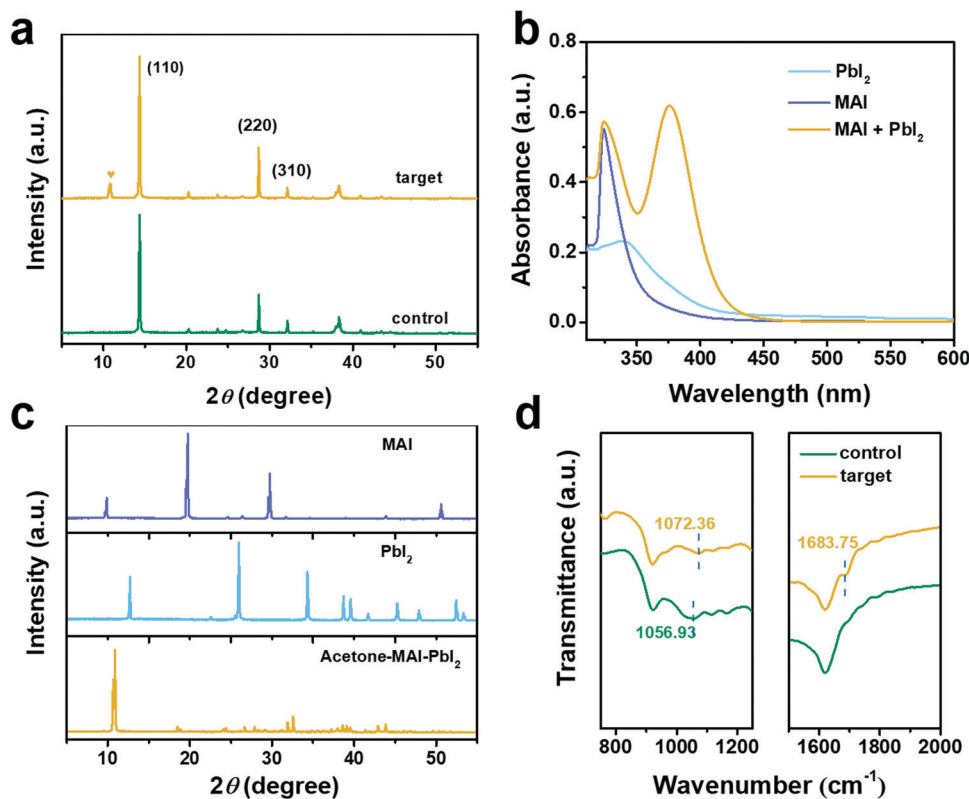 a
Intensity (a.u.)
(110)
(220)
(310)
target
control
10 20 30 40 50
2θ (degree)
b
Absorbance (a.u.)
0.8
0.6
0.4
0.2
0.0
PbI₂
MAI
MAI + PbI₂
350 400 450 500 550 600
Wavelength (nm)
c
Intensity (a.u.)
MAI
PbI₂
Acetone-MAI-PbI₂
10 20 30 40 50
2θ (degree)
d
Transmittance (a.u.)
1072.36
1056.93
control
target
1683.75
800 1000 1200 1600 1800 2000
Wavenumber (cm⁻¹)